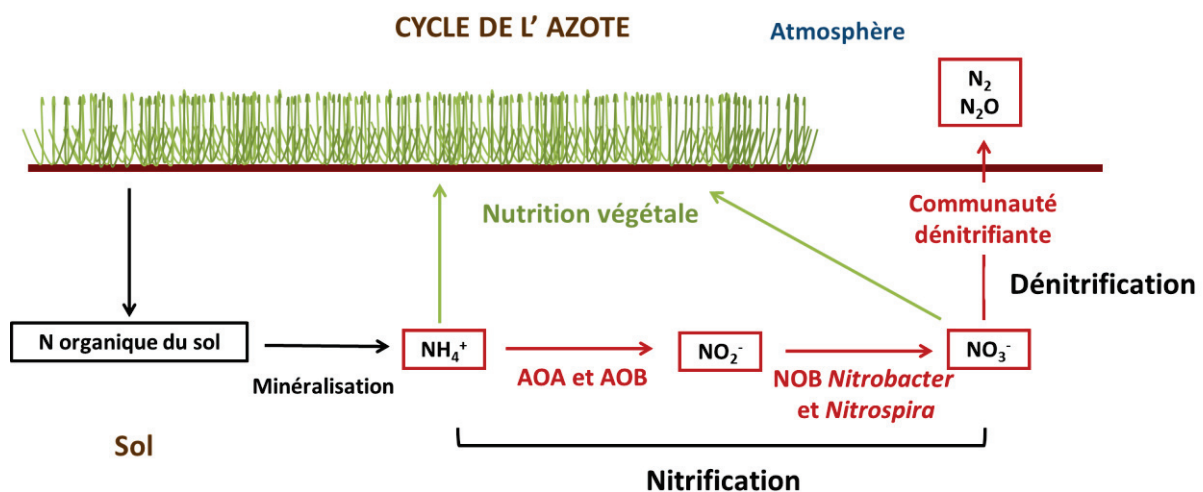 CYCLE DE L’ AZOTE
Atmosphère
N₂
N₂O
Nutrition végétale
Communauté
dénitrifiante
Dénitrification
N organique du sol
Minéralisation
NH₄⁺
AOA et AOB
NO₂⁻
NOB Nitrobacter
et Nitrospira
NO₃⁻
Sol
Nitrification